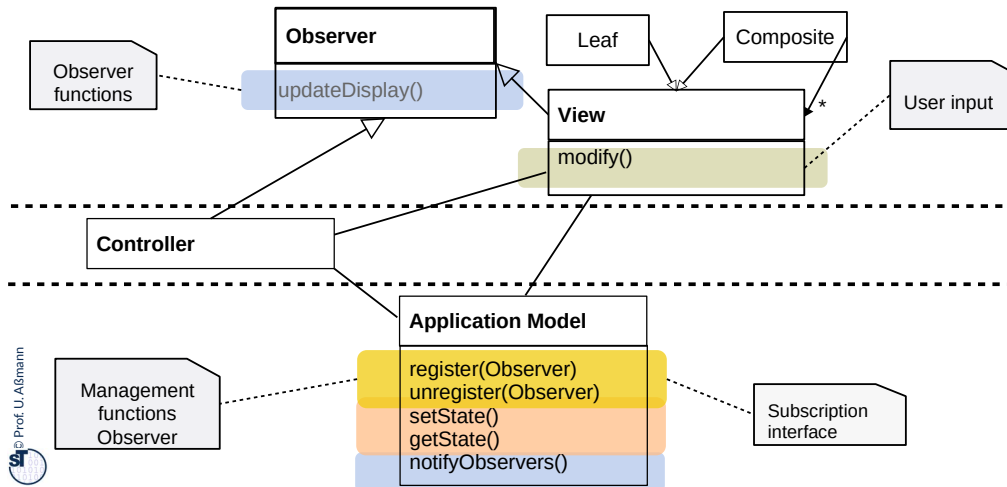 Observer
Leaf
Composite
Observer
functions
updateDisplay()
*
User input
View
modify()
Controller
Application Model
register(Observer)
unregister(Observer)
setState()
getState()
notifyObservers()
Management
functions
Observer
Subscription
interface
© Prof. U. Aßmann
ST